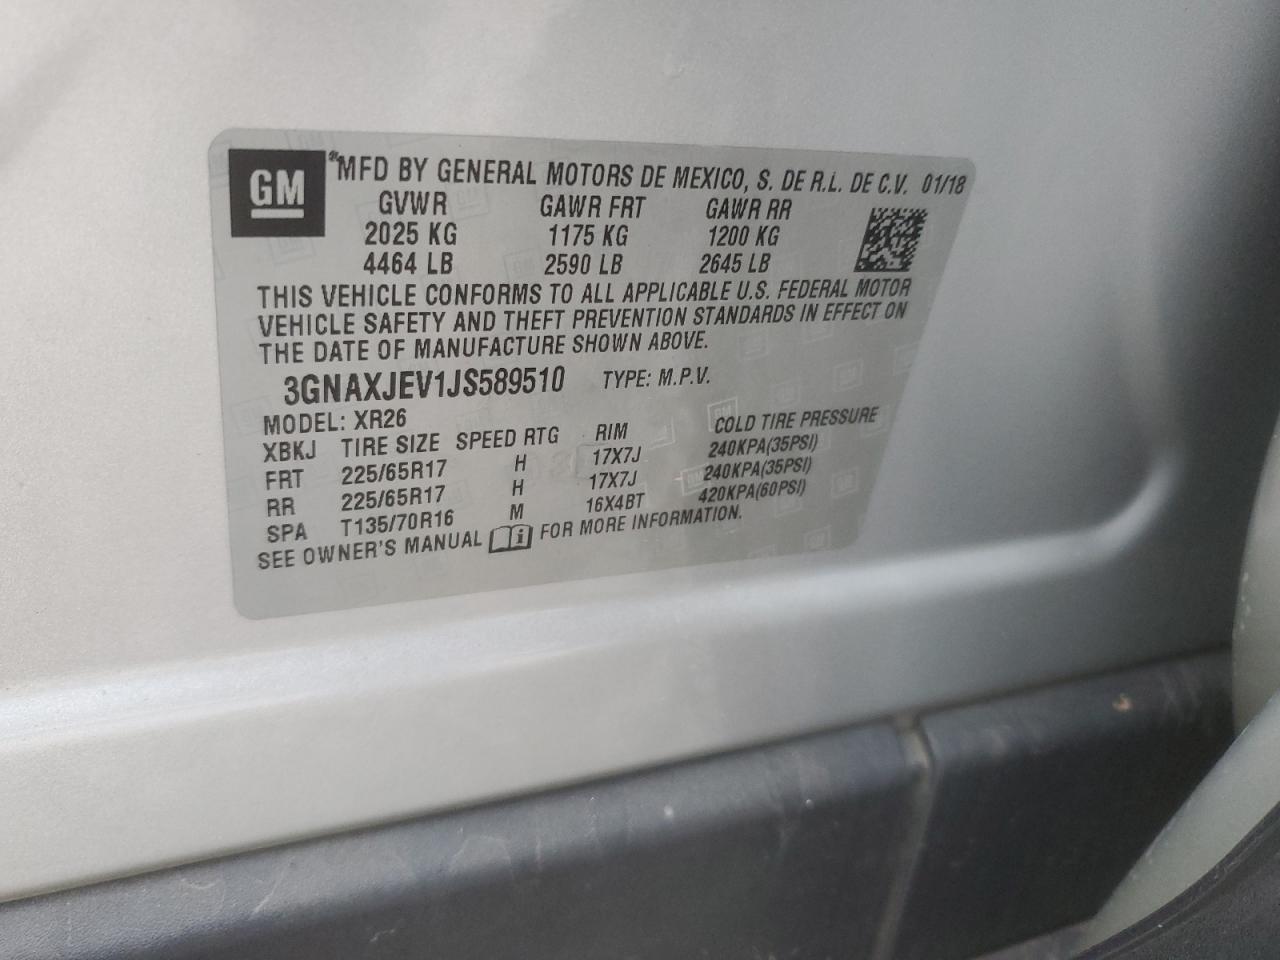 GM
*MFD BY GENERAL MOTORS DE MEXICO, S. DE R.L. DE C.V. 01/18
GVWR GAWR FRT GAWR RR
2025 KG 1175 KG 1200 KG
4464 LB 2590 LB 2645 LB
THIS VEHICLE CONFORMS TO ALL APPLICABLE U.S. FEDERAL MOTOR
VEHICLE SAFETY AND THEFT PREVENTION STANDARDS IN EFFECT ON
THE DATE OF MANUFACTURE SHOWN ABOVE.
3GNAXJEV1JS589510 TYPE: M.P.V.
MODEL: XR26
XBKJ TIRE SIZE SPEED RTG RIM COLD TIRE PRESSURE
FRT 225/65R17 H 17X7J 240KPA(35PSI)
RR 225/65R17 H 17X7J 240KPA(35PSI)
SPA T135/70R16 M 16X4BT 420KPA(60PSI)
SEE OWNER'S MANUAL i FOR MORE INFORMATION.